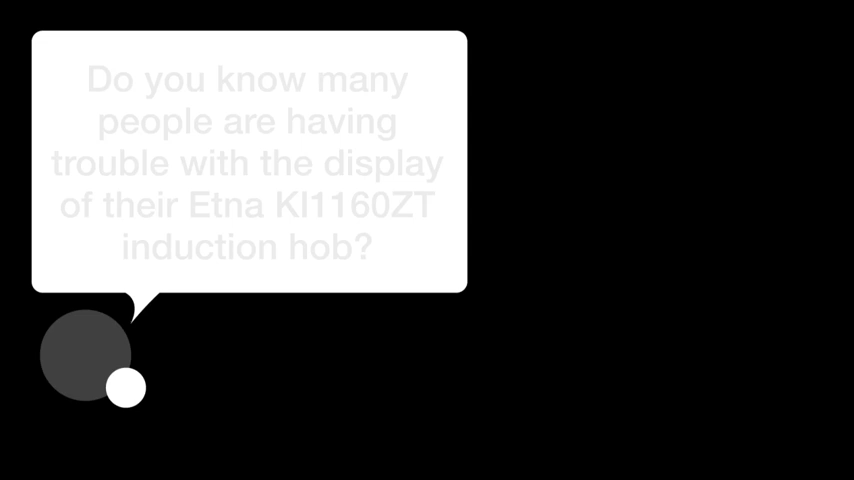 Do you know many
people are having
trouble with the display
of their Etna KI1160ZT
induction hob?